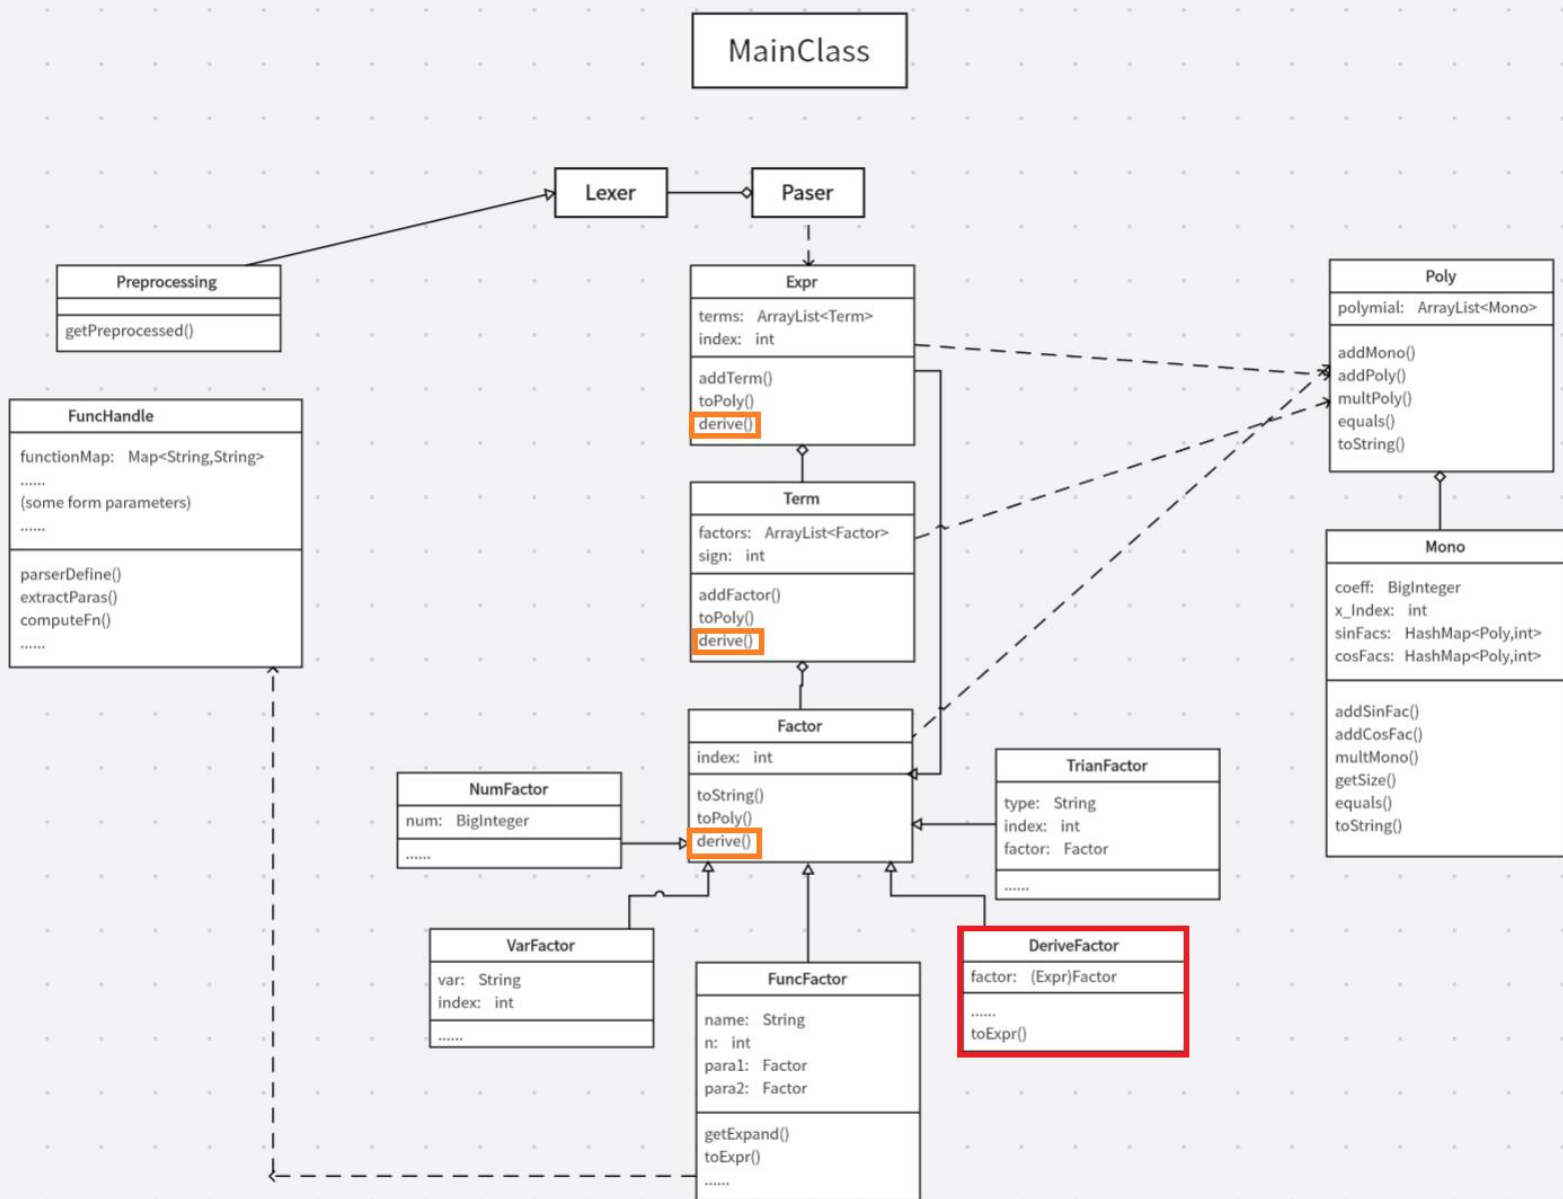 MainClass
Lexer
Paser
Preprocessing
getPreprocessed()
FuncHandle
functionMap: Map<String,String>
......
(some form parameters)
......
parserDefine()
extractParas()
computeFn()
......
Expr
terms: ArrayList<Term>
index: int
addTerm()
toPoly()
derive()
Term
factors: ArrayList<Factor>
sign: int
addFactor()
toPoly()
derive()
Factor
index: int
toString()
toPoly()
derive()
Poly
polymial: ArrayList<Mono>
addMono()
addPoly()
multPoly()
equals()
toString()
Mono
coeff: BigInteger
x_Index: int
sinFacs: HashMap<Poly,int>
cosFacs: HashMap<Poly,int>
addSinFac()
addCosFac()
multMono()
getSize()
equals()
toString()
NumFactor
num: BigInteger
......
TrianFactor
type: String
index: int
factor: Factor
......
VarFactor
var: String
index: int
......
FuncFactor
name: String
n: int
para1: Factor
para2: Factor
getExpand()
toExpr()
......
DeriveFactor
factor: (Expr)Factor
......
toExpr()